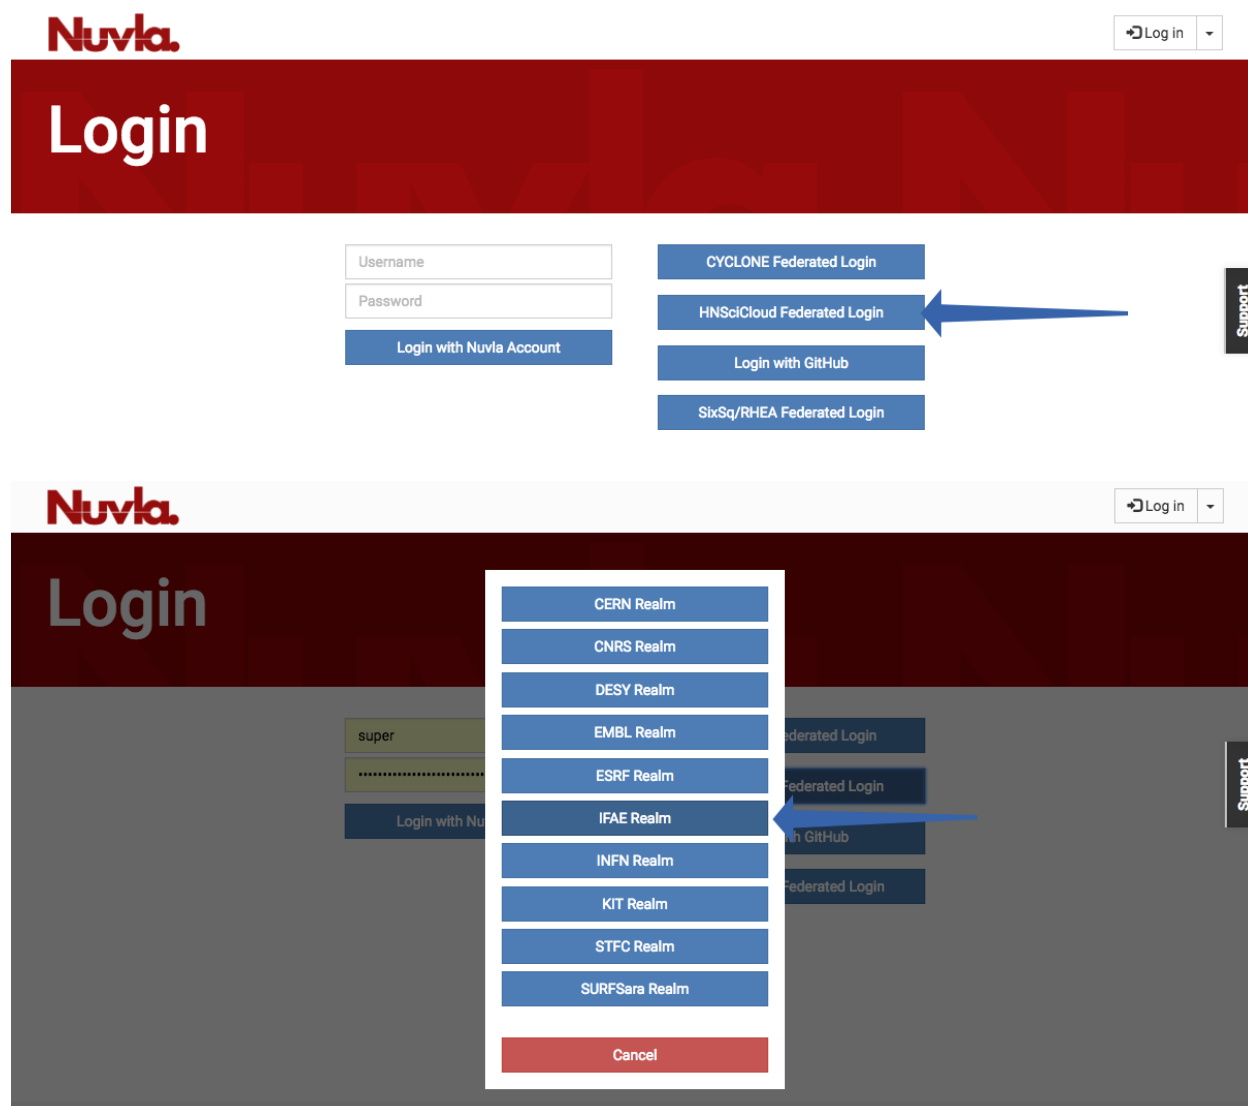 Nuvla.
Log in
Login
Username
Password
Login with Nuvla Account
CYCLONE Federated Login
HNSciCloud Federated Login
Login with GitHub
SixSq/RHEA Federated Login
Support
Nuvla.
Log in
Login
super
Login with Nu
CERN Realm
CNRS Realm
DESY Realm
EMBL Realm
ESRF Realm
IFAE Realm
INFN Realm
KIT Realm
STFC Realm
SURFSara Realm
Cancel
Federated Login
Federated Login
GitHub
Federated Login
Support